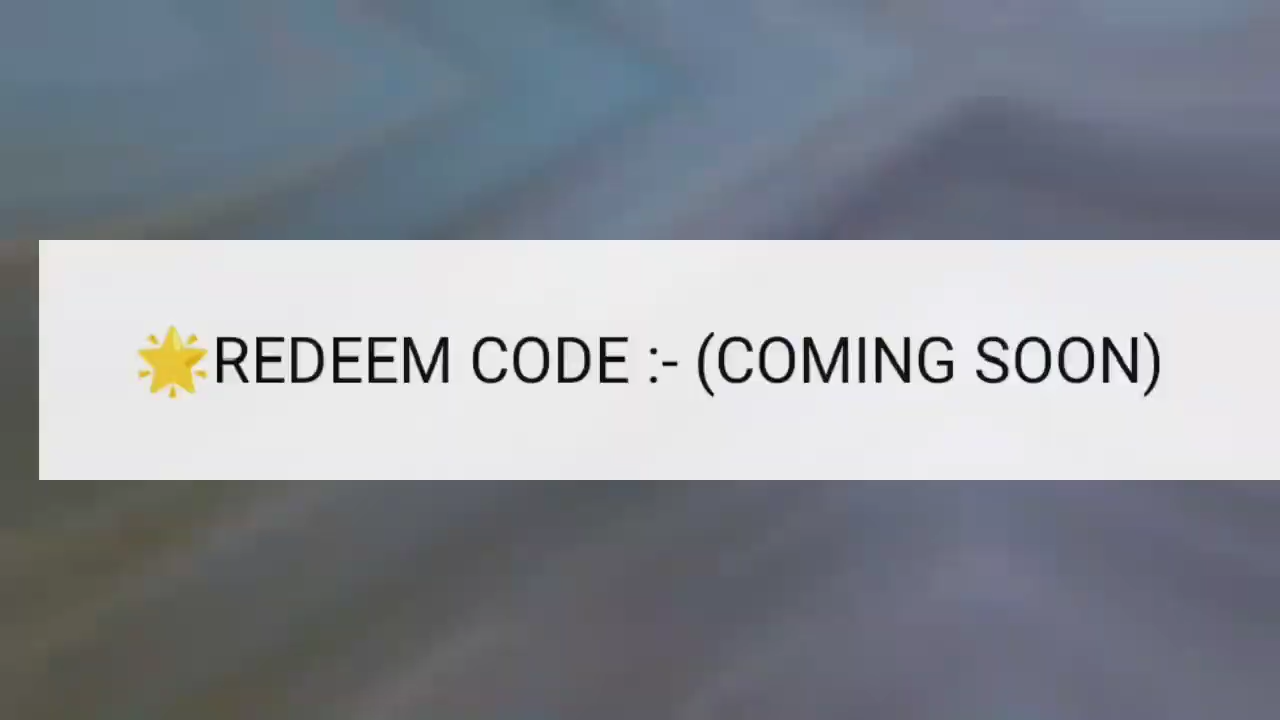 🌟REDEEM CODE :- (COMING SOON)